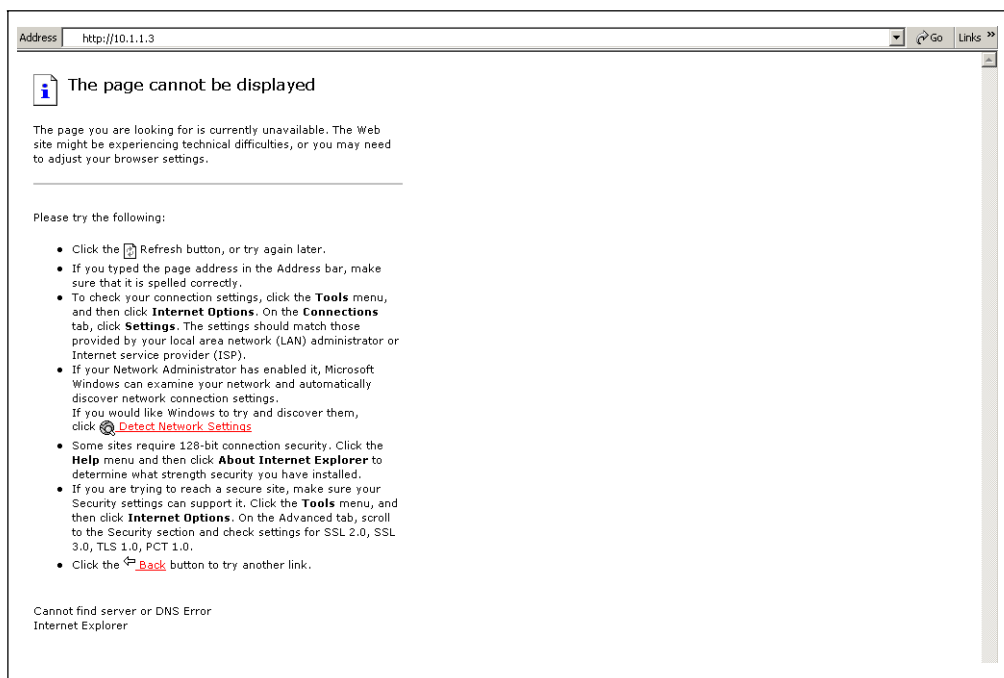 Address http://10.1.1.3 Go Links »
The page cannot be displayed
The page you are looking for is currently unavailable. The Web
site might be experiencing technical difficulties, or you may need
to adjust your browser settings.
Please try the following:
• Click the Refresh button, or try again later.
• If you typed the page address in the Address bar, make
sure that it is spelled correctly.
• To check your connection settings, click the Tools menu,
and then click Internet Options. On the Connections
tab, click Settings. The settings should match those
provided by your local area network (LAN) administrator or
Internet service provider (ISP).
• If your Network Administrator has enabled it, Microsoft
Windows can examine your network and automatically
discover network connection settings.
If you would like Windows to try and discover them,
click Detect Network Settings
• Some sites require 128-bit connection security. Click the
Help menu and then click About Internet Explorer to
determine what strength security you have installed.
• If you are trying to reach a secure site, make sure your
Security settings can support it. Click the Tools menu, and
then click Internet Options. On the Advanced tab, scroll
to the Security section and check settings for SSL 2.0, SSL
3.0, TLS 1.0, PCT 1.0.
• Click the Back button to try another link.
Cannot find server or DNS Error
Internet Explorer